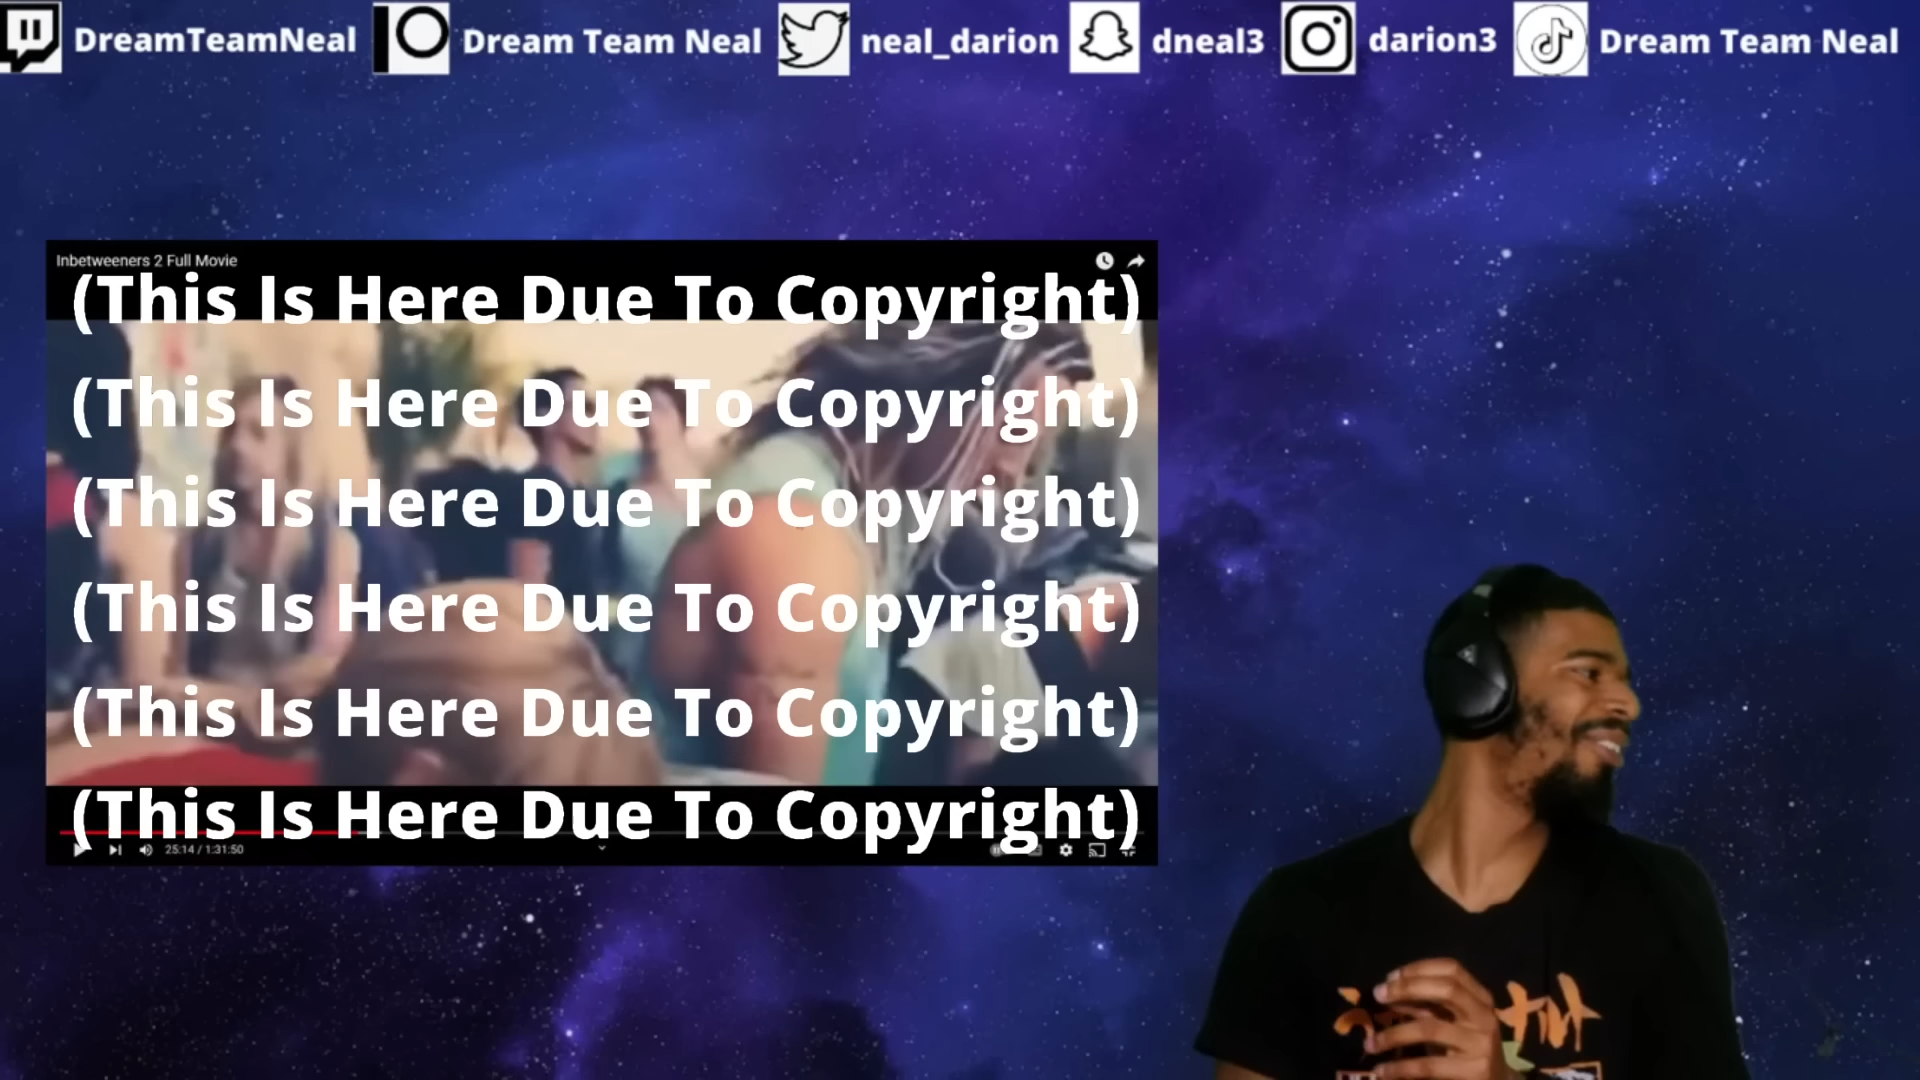 DreamTeamNeal Dream Team Neal neal_darion dneal3 darion3 Dream Team Neal
Inbetweeners 2 Full Movie
(This Is Here Due To Copyright)
(This Is Here Due To Copyright)
(This Is Here Due To Copyright)
(This Is Here Due To Copyright)
(This Is Here Due To Copyright)
(This Is Here Due To Copyright)
25:14 / 1:31:50